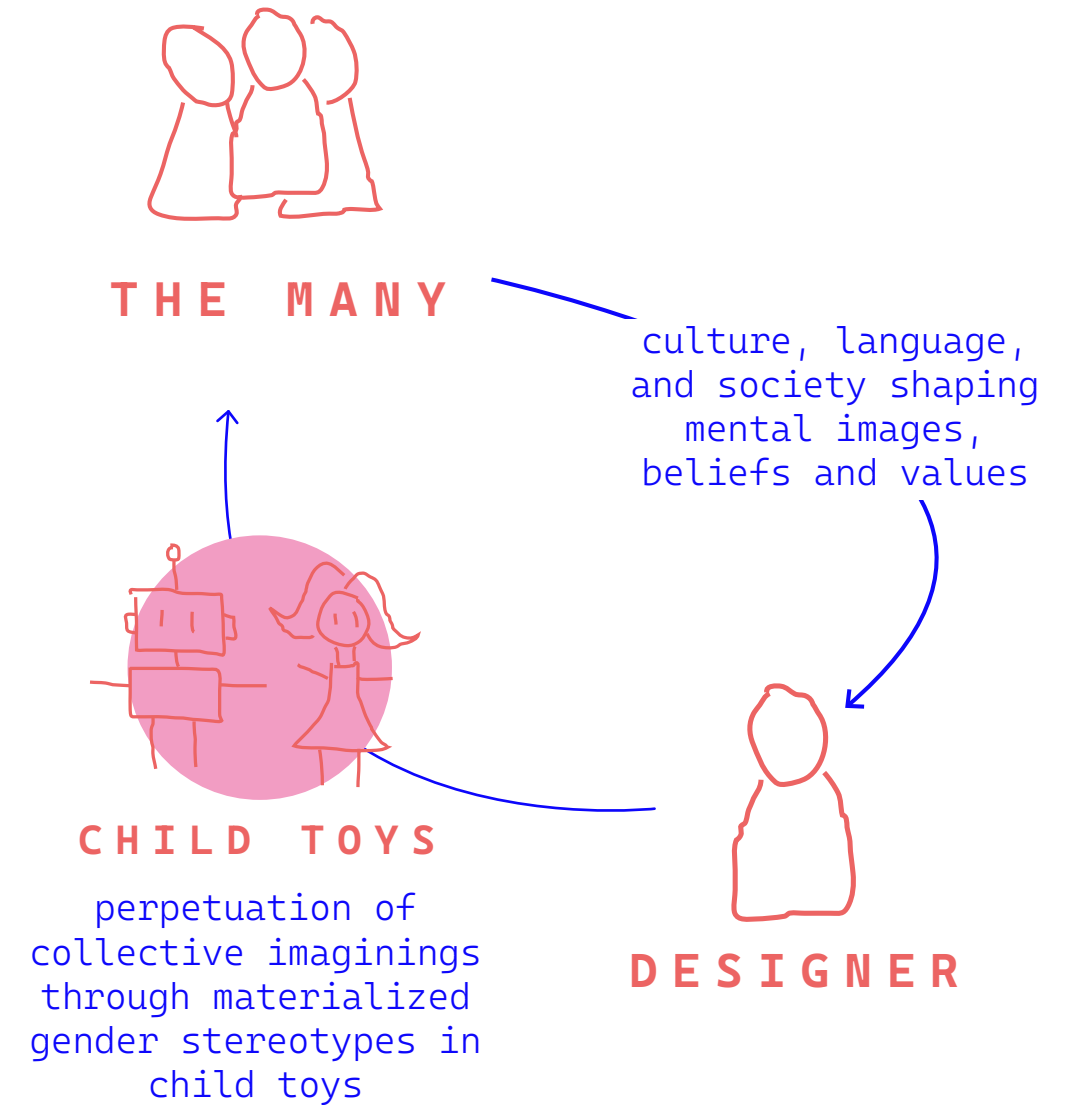 THE MANY
culture, language,
and society shaping
mental images,
beliefs and values
CHILD TOYS
perpetuation of
collective imaginings
through materialized
gender stereotypes in
child toys
DESIGNER